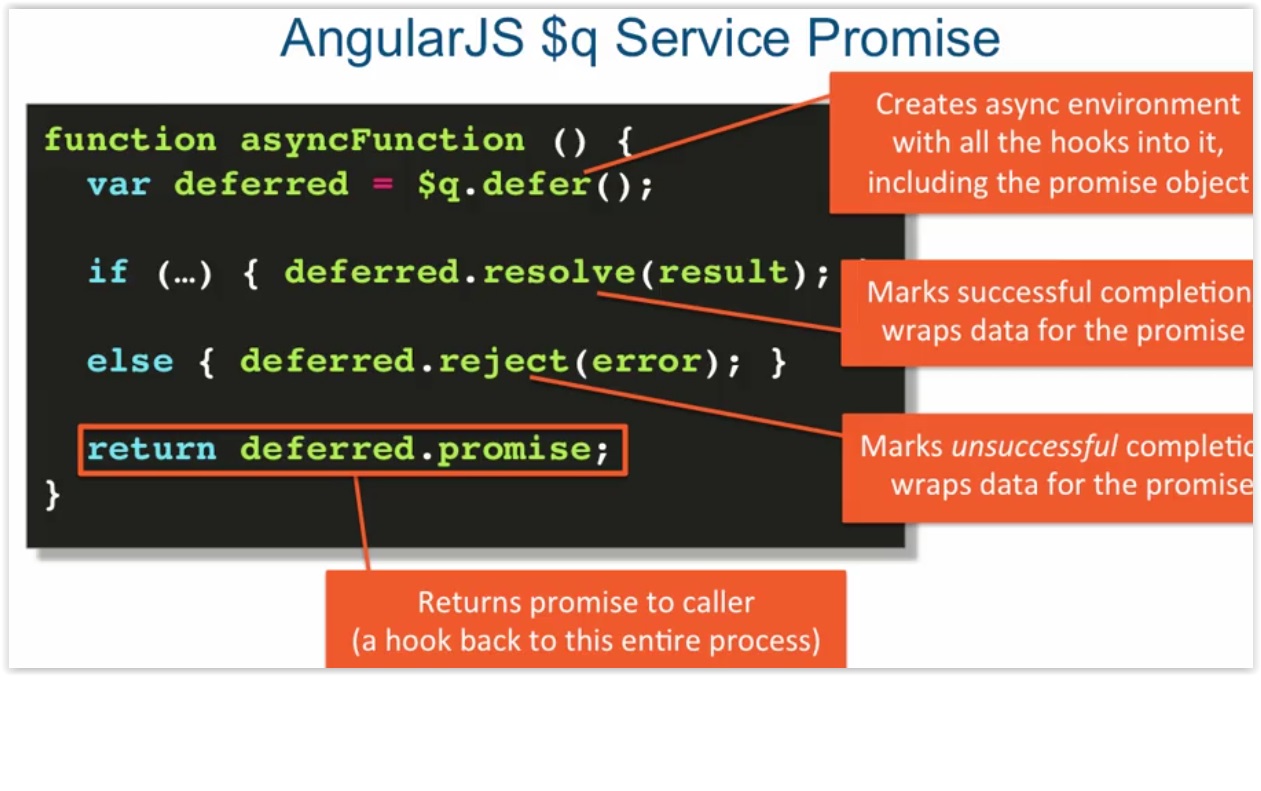 AngularJS $q Service Promise
function asyncFunction () {
var deferred = $q.defer();
if (…) { deferred.resolve(result);
else { deferred.reject(error); }
return deferred.promise;
}
Creates async environment
with all the hooks into it,
including the promise object
Marks successful completion
wraps data for the promise
Marks unsuccessful
wraps data for the promise
Returns promise to caller
(a hook back to this entire process)